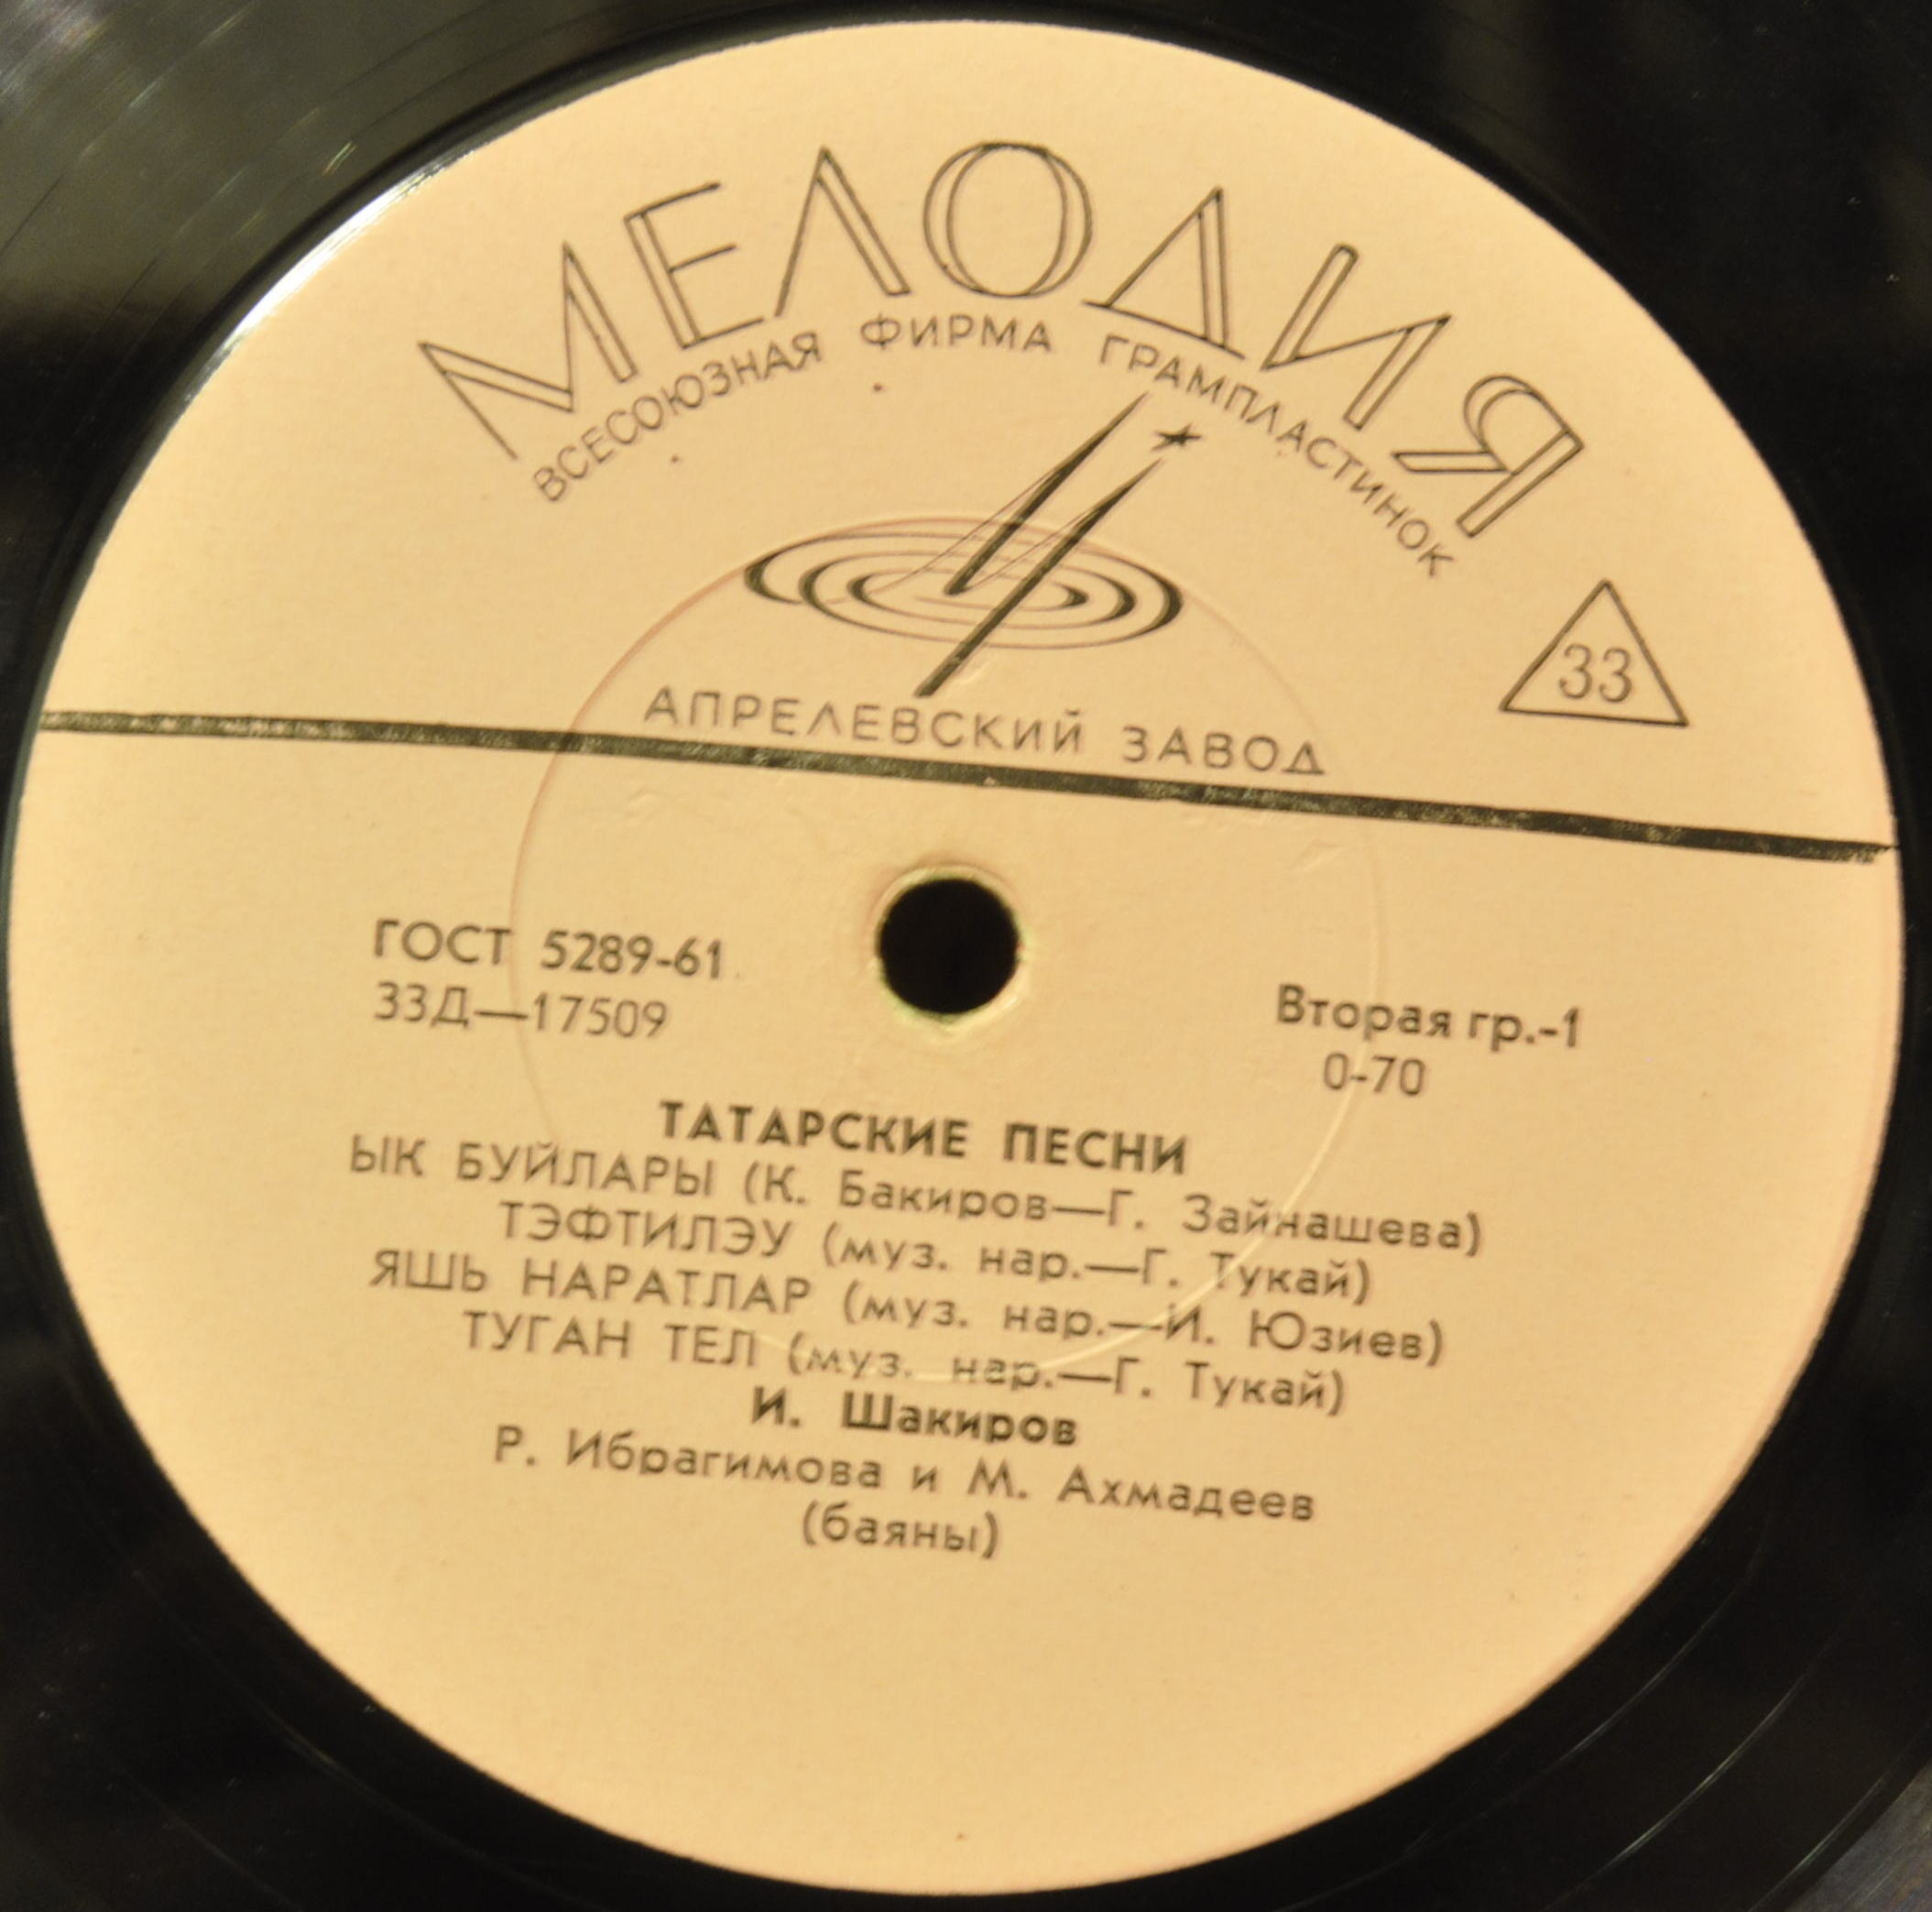 МЕЛОДИЯ
ВСЕСОЮЗНАЯ ФИРМА ГРАМПЛАСТИНОК
33
АПРЕЛЕВСКИЙ ЗАВОД
ГОСТ 5289-61
33Д—17509
Вторая гр.-1
0-70
ТАТАРСКИЕ ПЕСНИ
ЫК БУЙЛАРЫ (К. Бакиров—Г. Зайнашева)
ТЭФТИЛЭУ (муз. нар.—Г. Тукай)
ЯШЬ НАРАТЛАР (муз. нар.—И. Юзиев)
ТУГАН ТЕЛ (муз. нар.—Г. Тукай)
И. Шакиров
Р. Ибрагимова и М. Ахмадеев
(баяны)